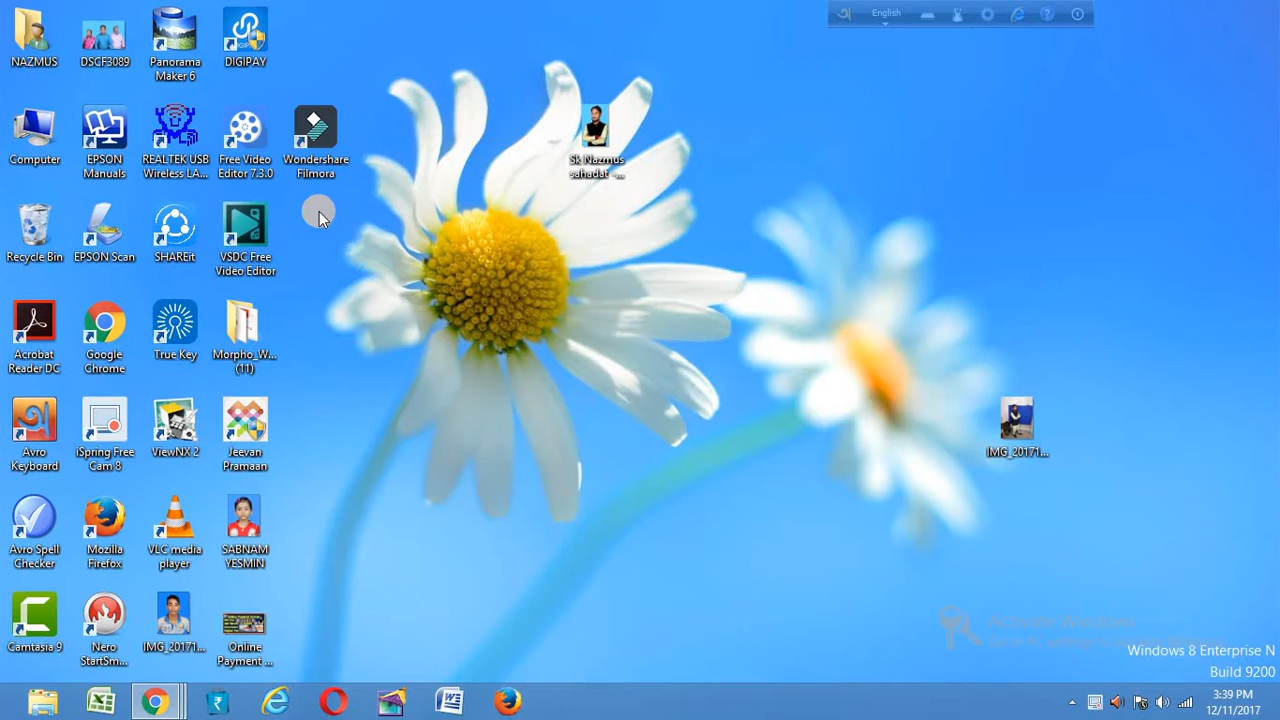 English
NAZMUS
DSCF3089
Panorama
Maker 6
DIGIPAY
Computer
EPSON
Manuals
REALTEK USB
Wireless LA...
Free Video
Editor 7.3.0
Wondershare
Filmora
Sk Nazmus
sahadat -...
Recycle Bin
EPSON Scan
SHAREit
VSDC Free
Video Editor
Acrobat
Reader DC
Google
Chrome
True Key
Morpho_W...
(11)
Avro
Keyboard
iSpring Free
Cam 8
ViewNX 2
Jeevan
Pramaan
IMG_20171...
Avro Spell
Checker
Mozilla
Firefox
VLC media
player
SABNAM
YESMIN
Camtasia 9
Nero
StartSm...
IMG_20171...
Online
Payment ...
Activate Windows
Windows 8 Enterprise N
Build 9200
3:39 PM
12/11/2017